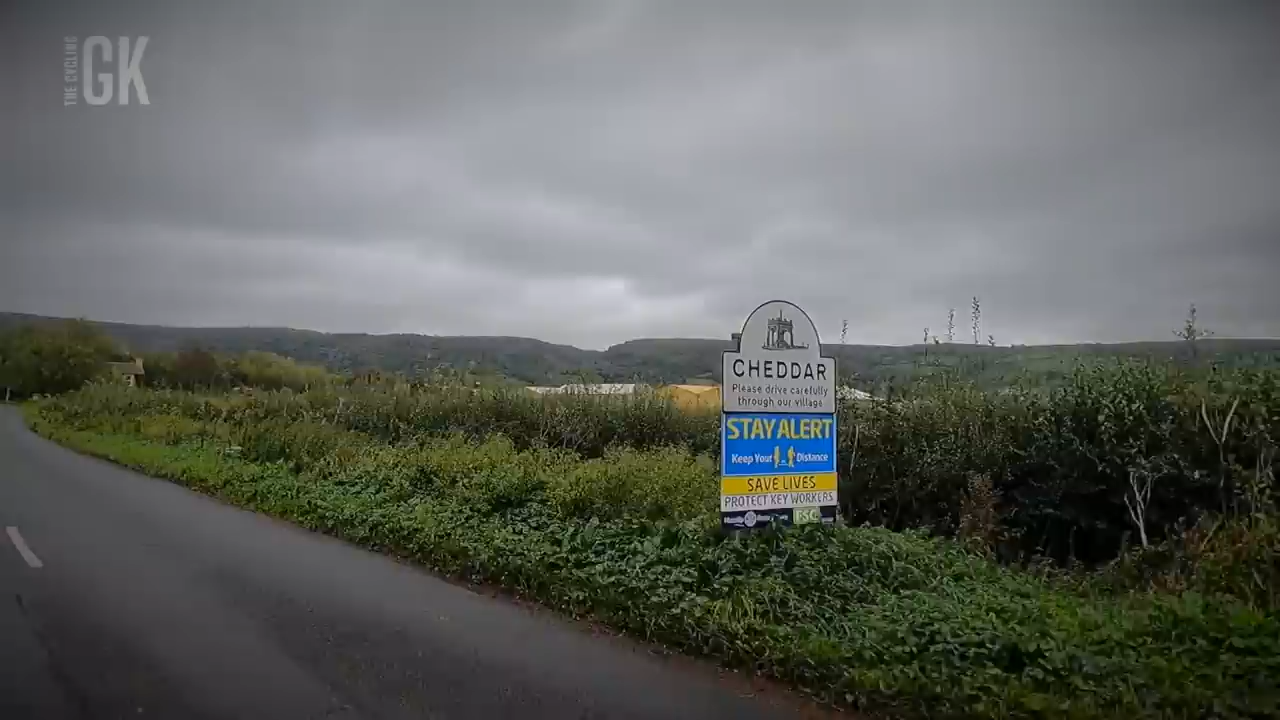 THE CYCLING
GK
CHEDDAR
Please drive carefully
through our village
STAY ALERT
Keep Your Distance
SAVE LIVES
PROTECT KEY WORKERS